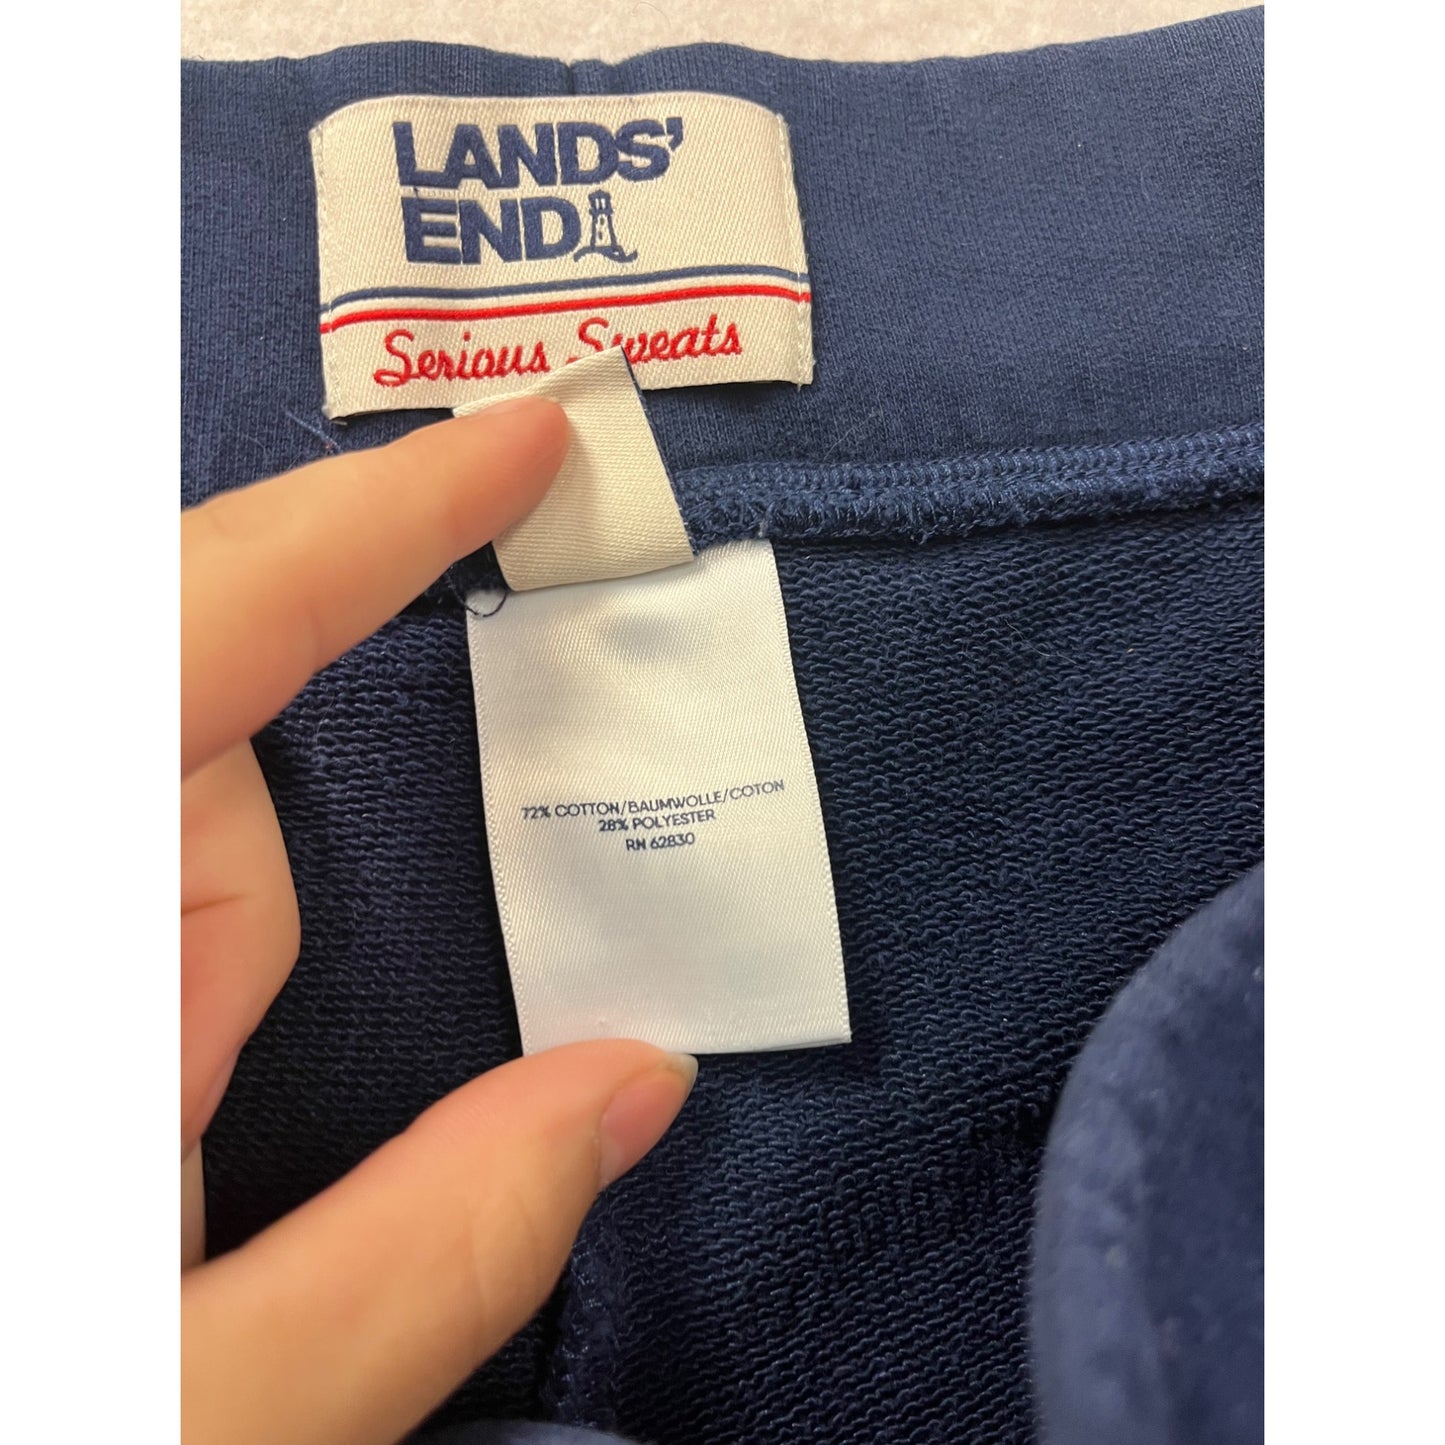 LANDS'
END
Serious Sweats
72% COTTON/BAUMWOLLE/COTON
28% POLYESTER
RN 62830